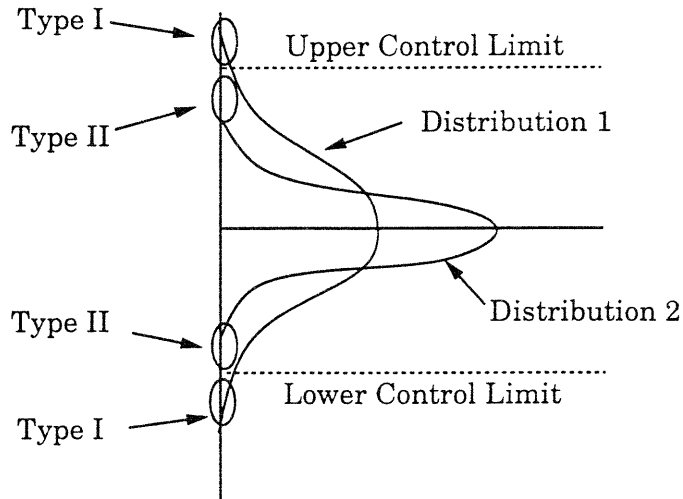 Type I
Upper Control Limit
Distribution 1
Type II
Type II
Distribution 2
Lower Control Limit
Type I